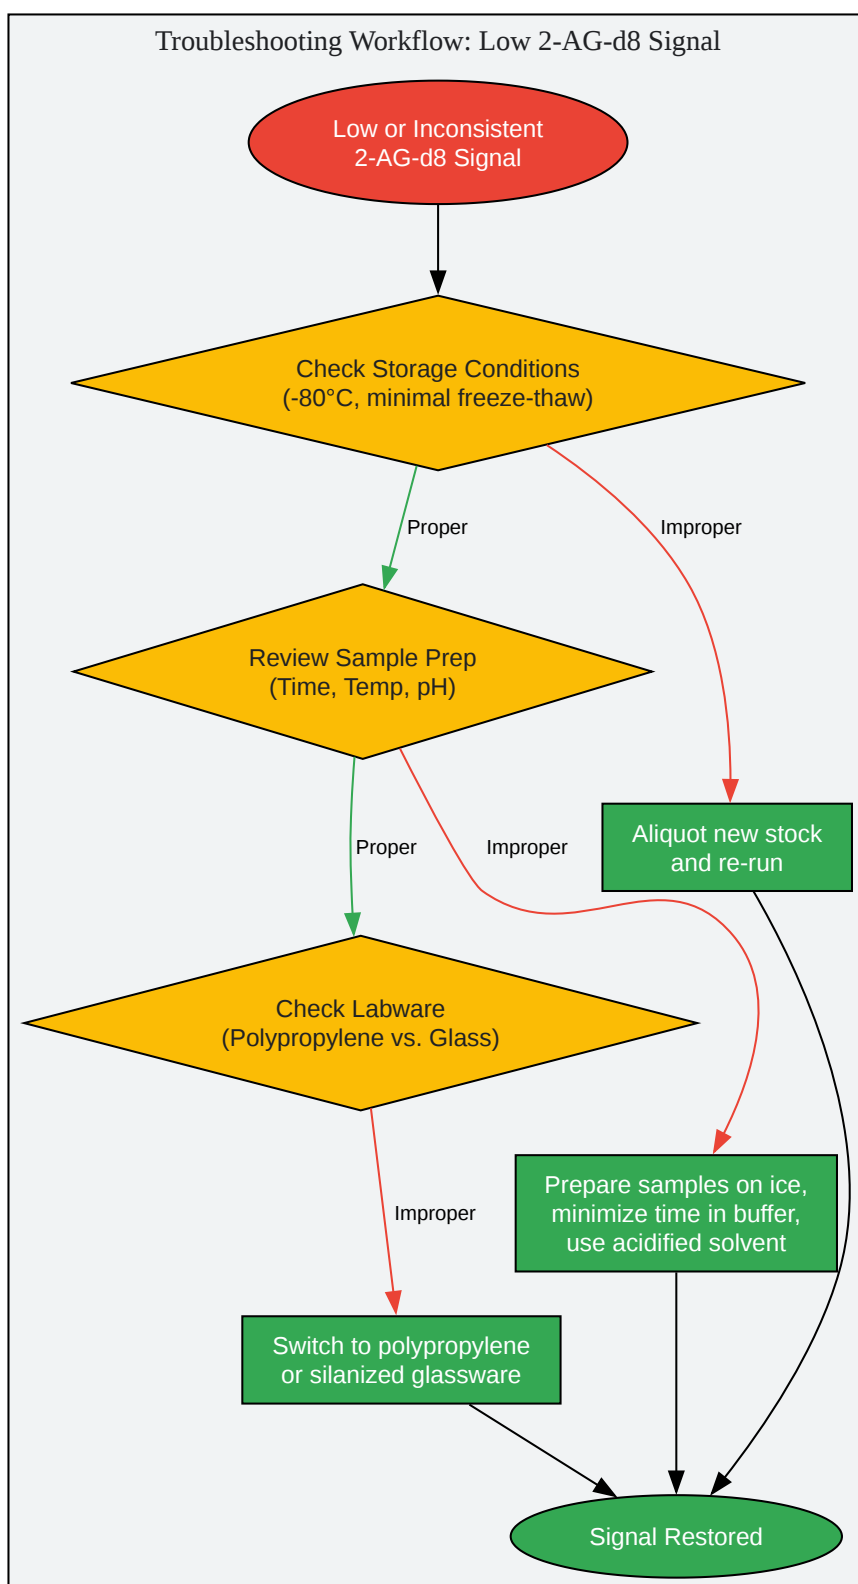 Troubleshooting Workflow: Low 2-AG-d8 Signal
Low or Inconsistent
2-AG-d8 Signal
Check Storage Conditions
(-80°C, minimal freeze-thaw)
Proper
Improper
Review Sample Prep
(Time, Temp, pH)
Proper
Improper
Aliquot new stock
and re-run
Check Labware
(Polypropylene vs. Glass)
Improper
Prepare samples on ice,
minimize time in buffer,
use acidified solvent
Switch to polypropylene
or silanized glassware
Signal Restored